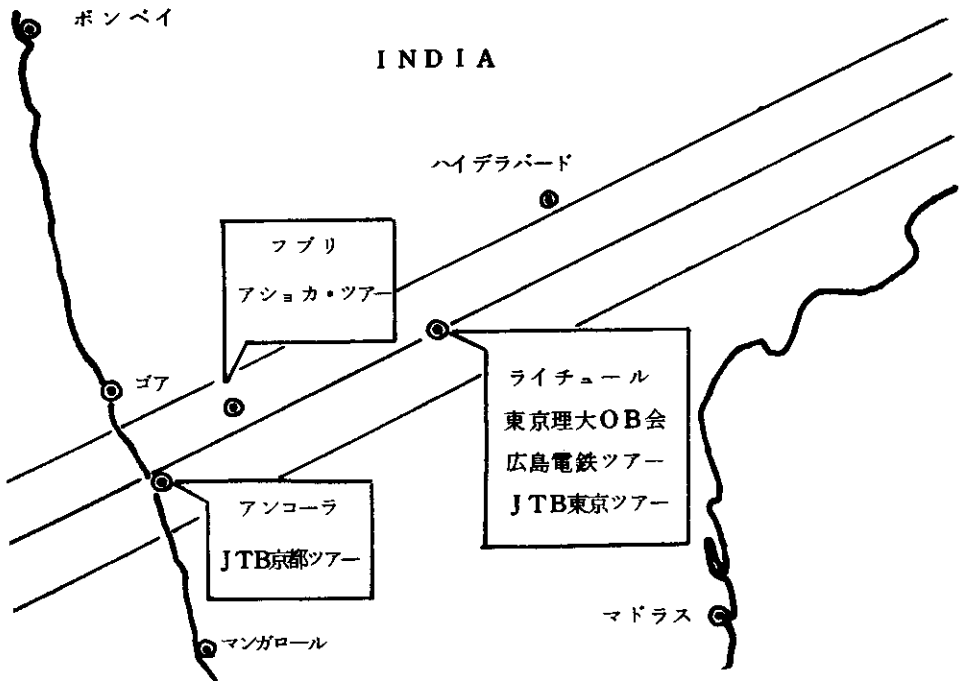 ボンベイ
INDIA
ハイデラバード
フブリ
アショカ・ツアー
ゴア
ライチュール
東京理大OB会
広島電鉄ツアー
JTB東京ツアー
アンコーラ
JTB京都ツアー
マドラス
マンガロール